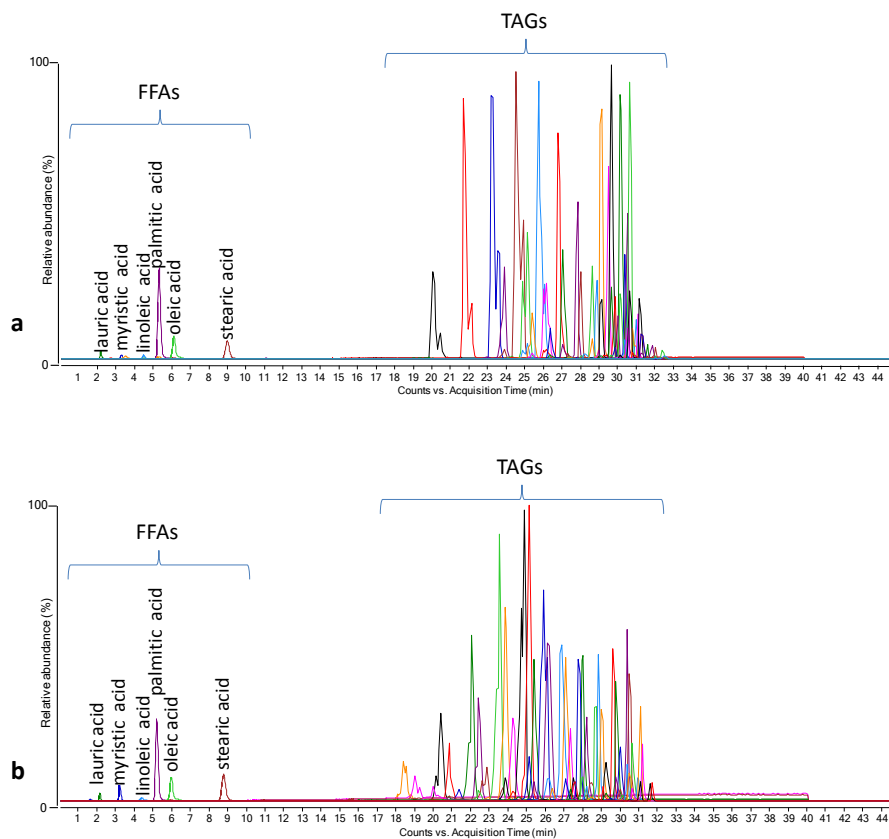 TAGs
100
FFAs
lauric acid
myristic acid
linoleic acid
palmitic acid
oleic acid
stearic acid
Relative abundance (%)
a
0
1 2 3 4 5 6 7 8 9 10 11 12 13 14 15 16 17 18 19 20 21 22 23 24 25 26 27 28 29 30 31 32 33 34 35 36 37 38 39 40 41 42 43 44
Counts vs. Acquisition Time (min)
TAGs
100
FFAs
lauric acid
myristic acid
linoleic acid
palmitic acid
oleic acid
stearic acid
Relative abundance (%)
b
0
1 2 3 4 5 6 7 8 9 10 11 12 13 14 15 16 17 18 19 20 21 22 23 24 25 26 27 28 29 30 31 32 33 34 35 36 37 38 39 40 41 42 43 44
Counts vs. Acquisition Time (min)